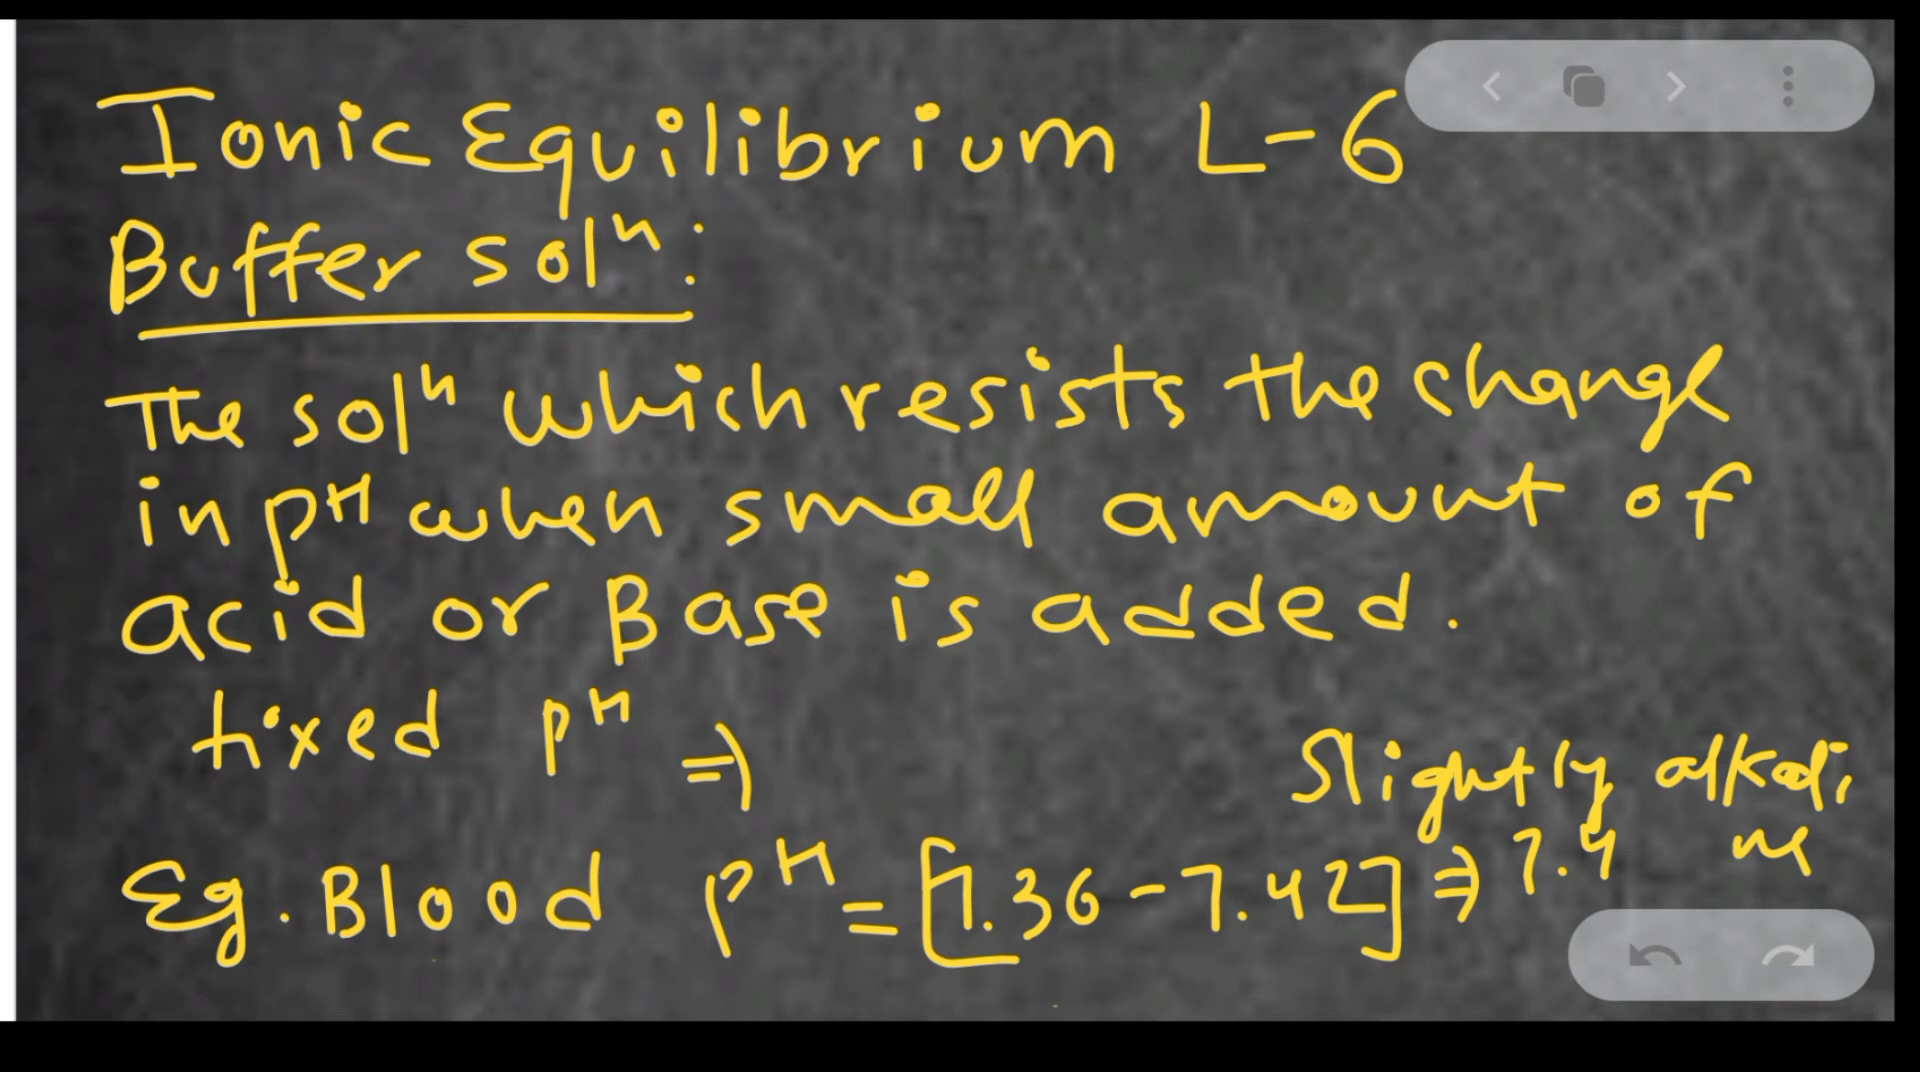 Ionic Equilibrium L-6
Buffer solⁿ:
The solⁿ which resists the change
in pᴴ when small amount of
acid or Base is added.
fixed pᴴ ⇒
Slightly alkali
ne
Eg. Blood pᴴ = [7.36-7.42] ⇒ 7.4